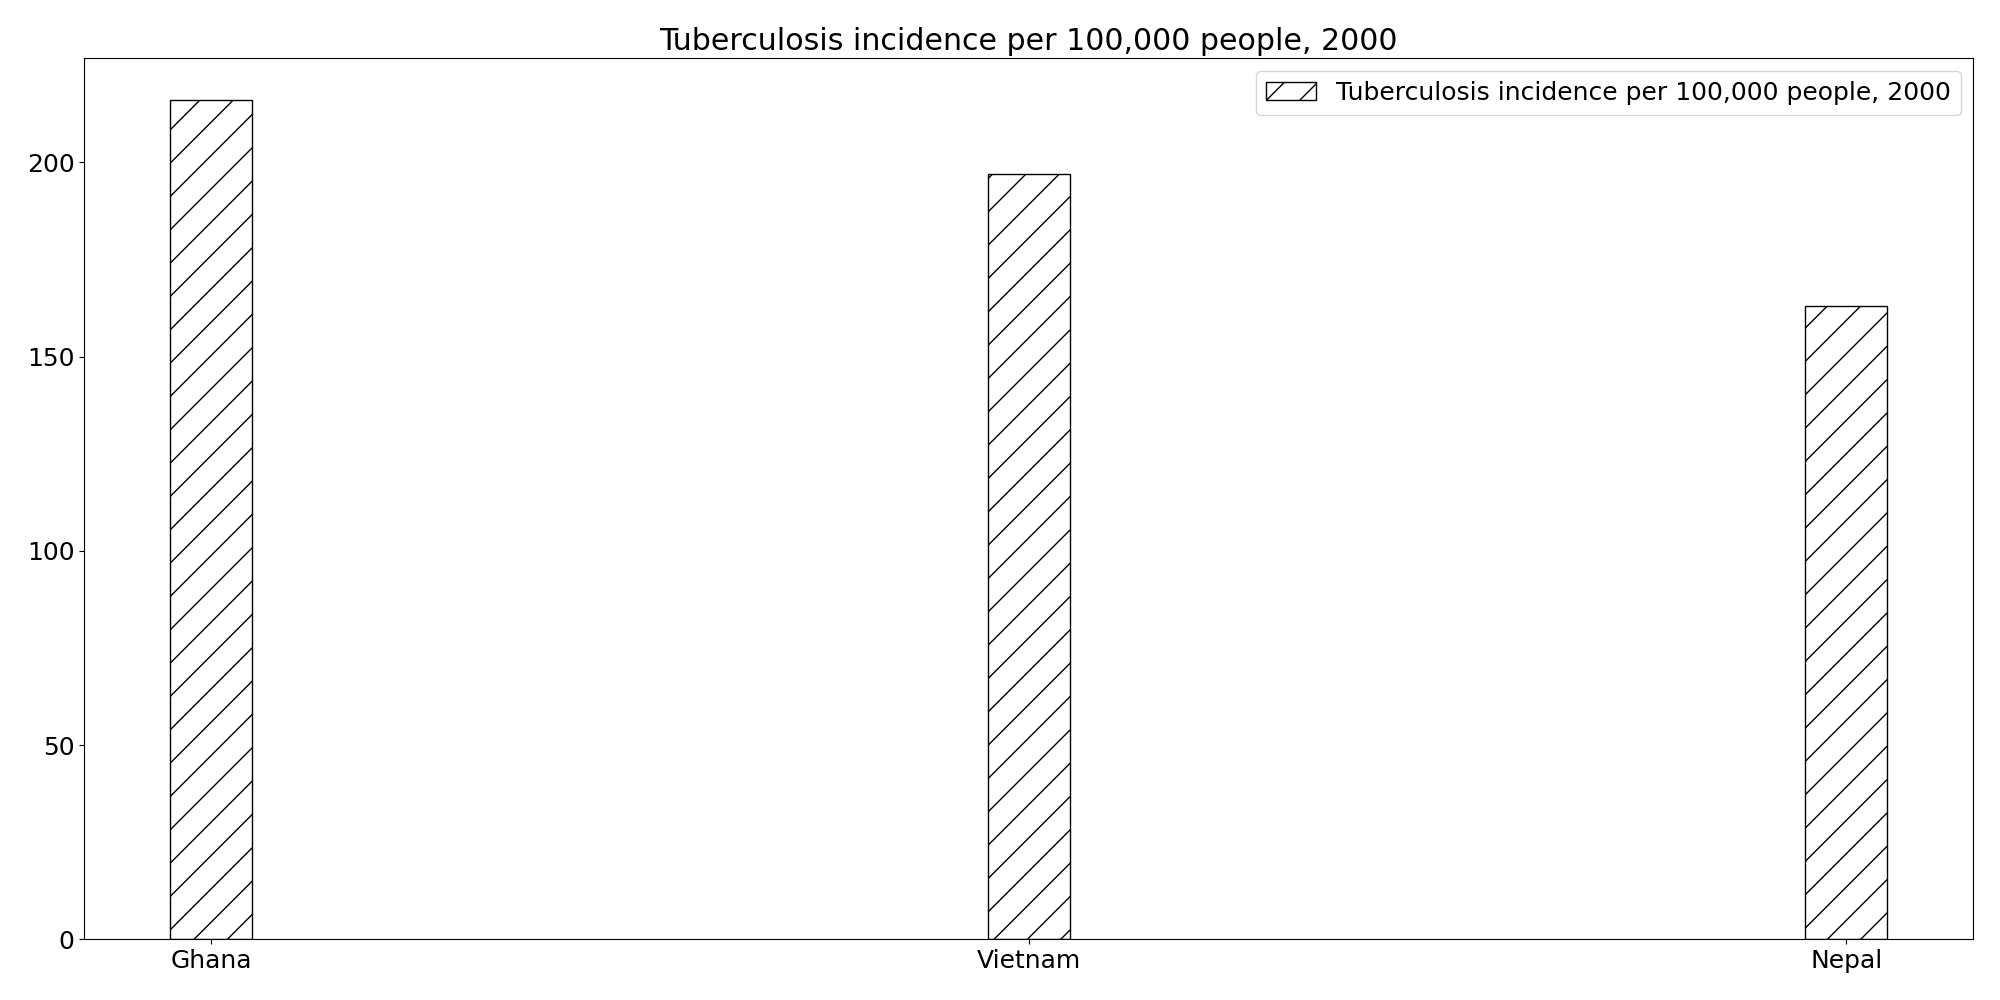 Tuberculosis incidence per 100,000 people, 2000
Tuberculosis incidence per 100,000 people, 2000
200
150
100
50
0
Ghana Vietnam Nepal